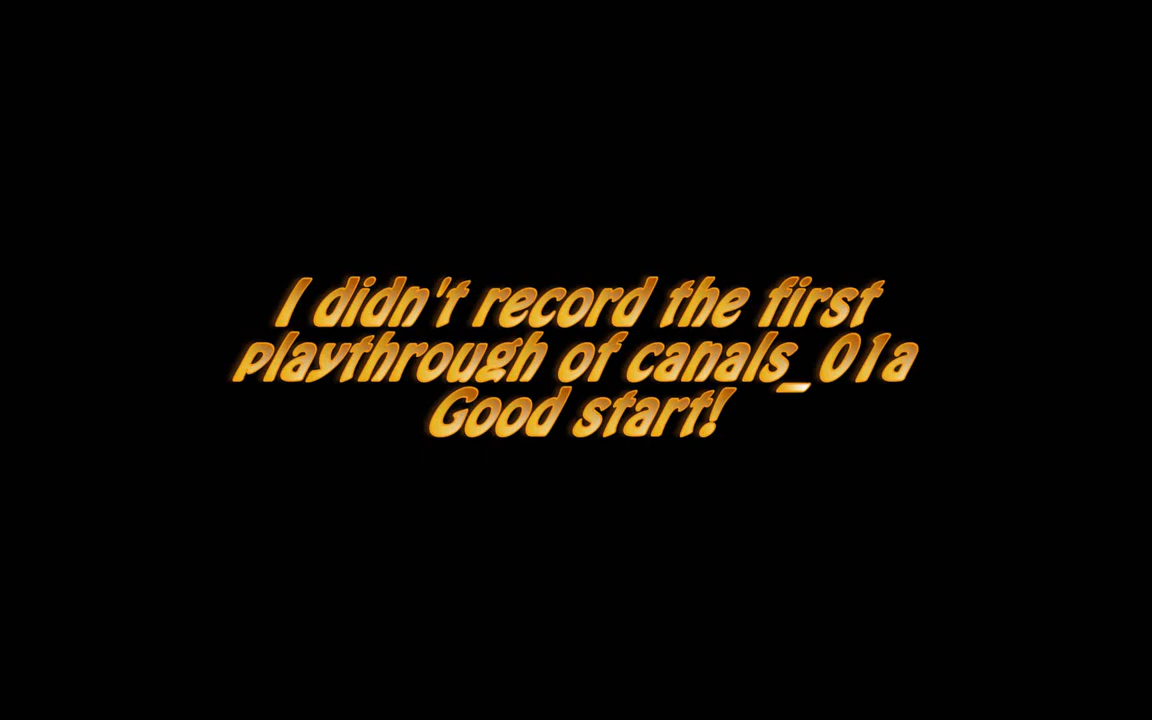 I didn't record the first
playthrough of canals_01a
Good start!